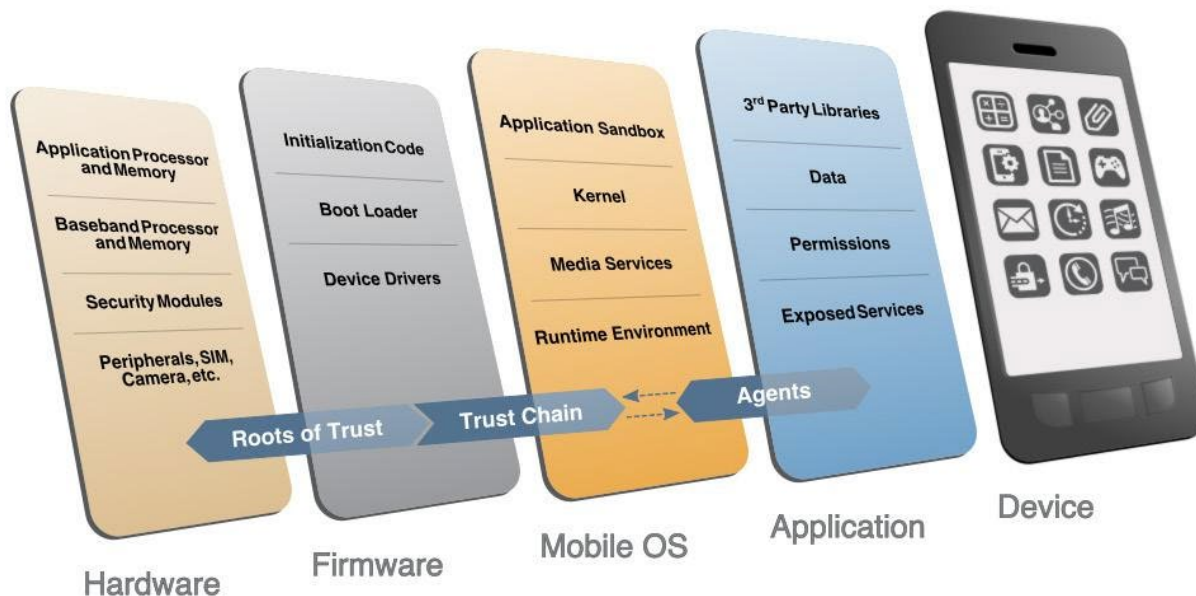 Application Processor
and Memory
Baseband Processor
and Memory
Security Modules
Peripherals, SIM,
Camera, etc.
Hardware
Initialization Code
Boot Loader
Device Drivers
Firmware
Application Sandbox
Kernel
Media Services
Runtime Environment
Mobile OS
3rd Party Libraries
Data
Permissions
Exposed Services
Application
Roots of Trust
Trust Chain
Agents
Device